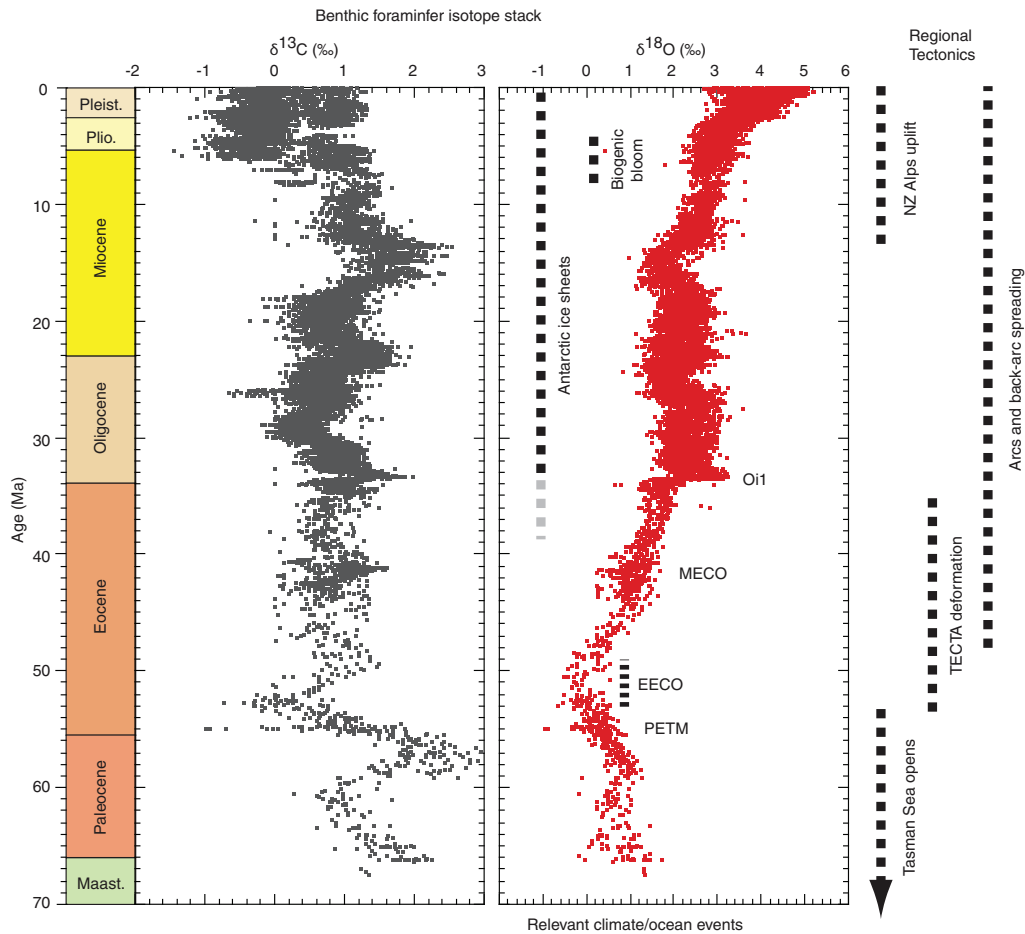 Benthic foraminfer isotope stack
δ13C (‰)
δ18O (‰)
Regional
Tectonics
-2 -1 0 1 2 3
-1 0 1 2 3 4 5 6
0
10
20
30
40
50
60
70
Age (Ma)
Pleist.
Plio.
Miocene
Oligocene
Eocene
Paleocene
Maast.
Antarctic ice sheets
Biogenic
bloom
Oi1
MECO
EECO
PETM
NZ Alps uplift
Arcs and back-arc spreading
TECTA deformation
Tasman Sea opens
Relevant climate/ocean events